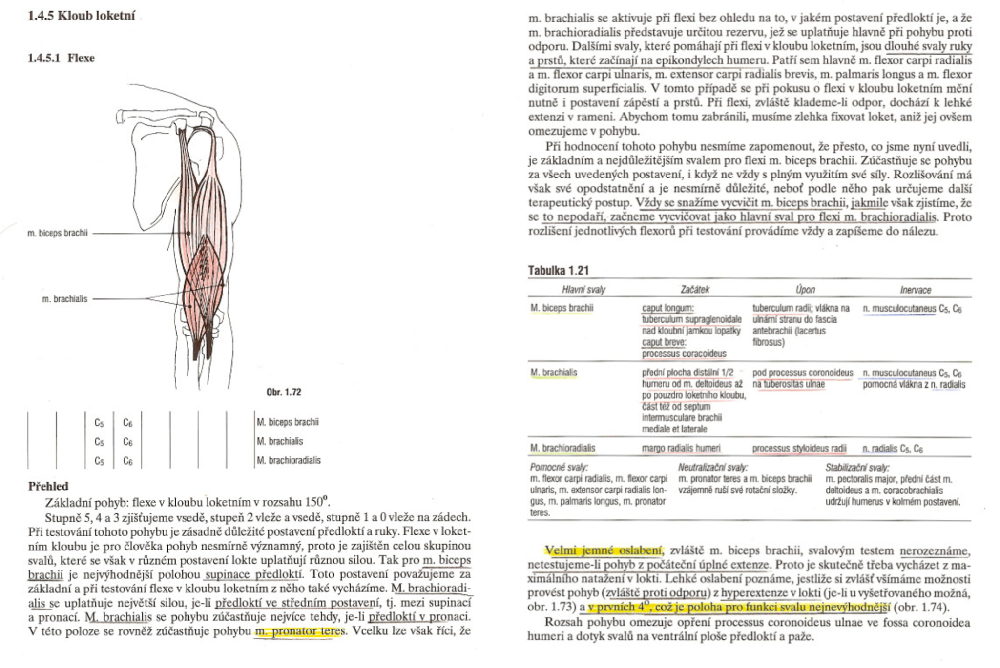 1.4.5 Kloub loketní
1.4.5.1 Flexe
m. biceps brachii
m. brachialis
Obr. 1.72
C5 C6 M. biceps brachii
C5 C6 M. brachialis
C5 C6 M. brachioradialis
Přehled
Základní pohyb: flexe v kloubu loketním v rozsahu 150⁰.
Stupně 5, 4 a 3 zjišťujeme vsedě, stupeň 2 vleže a vsedě, stupně 1 a 0 vleže na zádech.
Při testování tohoto pohybu je zásadně důležité postavení předloktí a ruky. Flexe v loket-
ním kloubu je pro člověka pohyb nesmírně významný, proto je zajištěn celou skupinou
svalů, které se však v různém postavení lokte uplatňují různou silou. Tak pro m. biceps
brachii je nejvýhodnější polohou supinace předloktí. Toto postavení považujeme za
základní a při testování flexe v kloubu loketním z něho také vycházíme. M. brachioradi-
alis se uplatňuje největší silou, je-li předloktí ve středním postavení, tj. mezi supinací
a pronací. M. brachialis se pohybu zúčastňuje nejvíce tehdy, je-li předloktí v pronaci.
V této poloze se rovněž zúčastňuje pohybu m. pronator teres. Vcelku lze však říci, že
m. brachialis se aktivuje při flexi bez ohledu na to, v jakém postavení předloktí je, a že
m. brachioradialis představuje určitou rezervu, jež se uplatňuje hlavně při pohybu proti
odporu. Dalšími svaly, které pomáhají při flexi v kloubu loketním, jsou dlouhé svaly ruky
a prstů, které začínají na epikondylech humeru. Patří sem hlavně m. flexor carpi radialis
a m. flexor carpi ulnaris, m. extensor carpi radialis brevis, m. palmaris longus a m. flexor
digitorum superficialis. V tomto případě se při pokusu o flexi v kloubu loketním mění
nutně i postavení zápěstí a prstů. Při flexi, zvláště klademe-li odpor, dochází k lehké
extenzi v rameni. Abychom tomu zabránili, musíme zlehka fixovat loket, aniž jej ovšem
omezujeme v pohybu.
Při hodnocení tohoto pohybu nesmíme zapomenout, že přesto, co jsme nyní uvedli,
je základním a nejdůležitějším svalem pro flexi m. biceps brachii. Zúčastňuje se pohybu
za všech uvedených postavení, i když ne vždy s plným využitím své síly. Rozlišování má
však své opodstatnění a je nesmírně důležité, neboť podle něho pak určujeme další
terapeutický postup. Vždy se snažíme vycvičit m. biceps brachii, jakmile však zjistíme, že
se to nepodaří, začneme vycvičovat jako hlavní sval pro flexi m. brachioradialis. Proto
rozlišení jednotlivých flexorů při testování provádíme vždy a zapíšeme do nálezu.
Tabulka 1.21
Hlavní svaly Začátek Úpon Inervace
M. biceps brachii caput longum: tuberculum radii; vlákna na n. musculocutaneus C5, C6
tuberculum supraglenoidale ulnární stranu do fascia
nad kloubní jamkou lopatky antebrachii (lacertus
caput breve: fibrosus)
processus coracoideus
M. brachialis přední plocha distální 1/2 pod processus coronoideus n. musculocutaneus C5, C6
humeru od m. deltoideus až na tuberositas ulnae pomocná vlákna z n. radialis
po pouzdro loketního kloubu,
část též od septum
intermusculare brachii
mediale et laterale
M. brachioradialis margo radialis humeri processus styloideus radii n. radialis C5, C6
Pomocné svaly: Neutralizační svaly: Stabilizační svaly:
m. flexor carpi radialis, m. flexor carpi m. pronator teres a m. biceps brachii m. pectoralis major, přední část m.
ulnaris, m. extensor carpi radialis lon- vzájemně ruší své rotační složky. deltoideus a m. coracobrachialis
gus, m. palmaris longus, m. pronator udržují humerus v kolmém postavení.
teres.
Velmi jemné oslabení, zvláště m. biceps brachii, svalovým testem nerozeznáme,
netestujeme-li pohyb z počáteční úplné extenze. Proto je skutečně třeba vycházet z ma-
ximálního natažení v lokti. Lehké oslabení poznáme, jestliže si zvlášť všímáme možnosti
provést pohyb (zvláště proti odporu) z hyperextenze v lokti (je-li u vyšetřovaného možná,
obr. 1.73) a v prvních 4⁰, což je poloha pro funkci svalu nejnevýhodnější (obr. 1.74).
Rozsah pohybu omezuje opření processus coronoideus ulnae ve fossa coronoidea
humeri a dotyk svalů na ventrální ploše předloktí a paže.